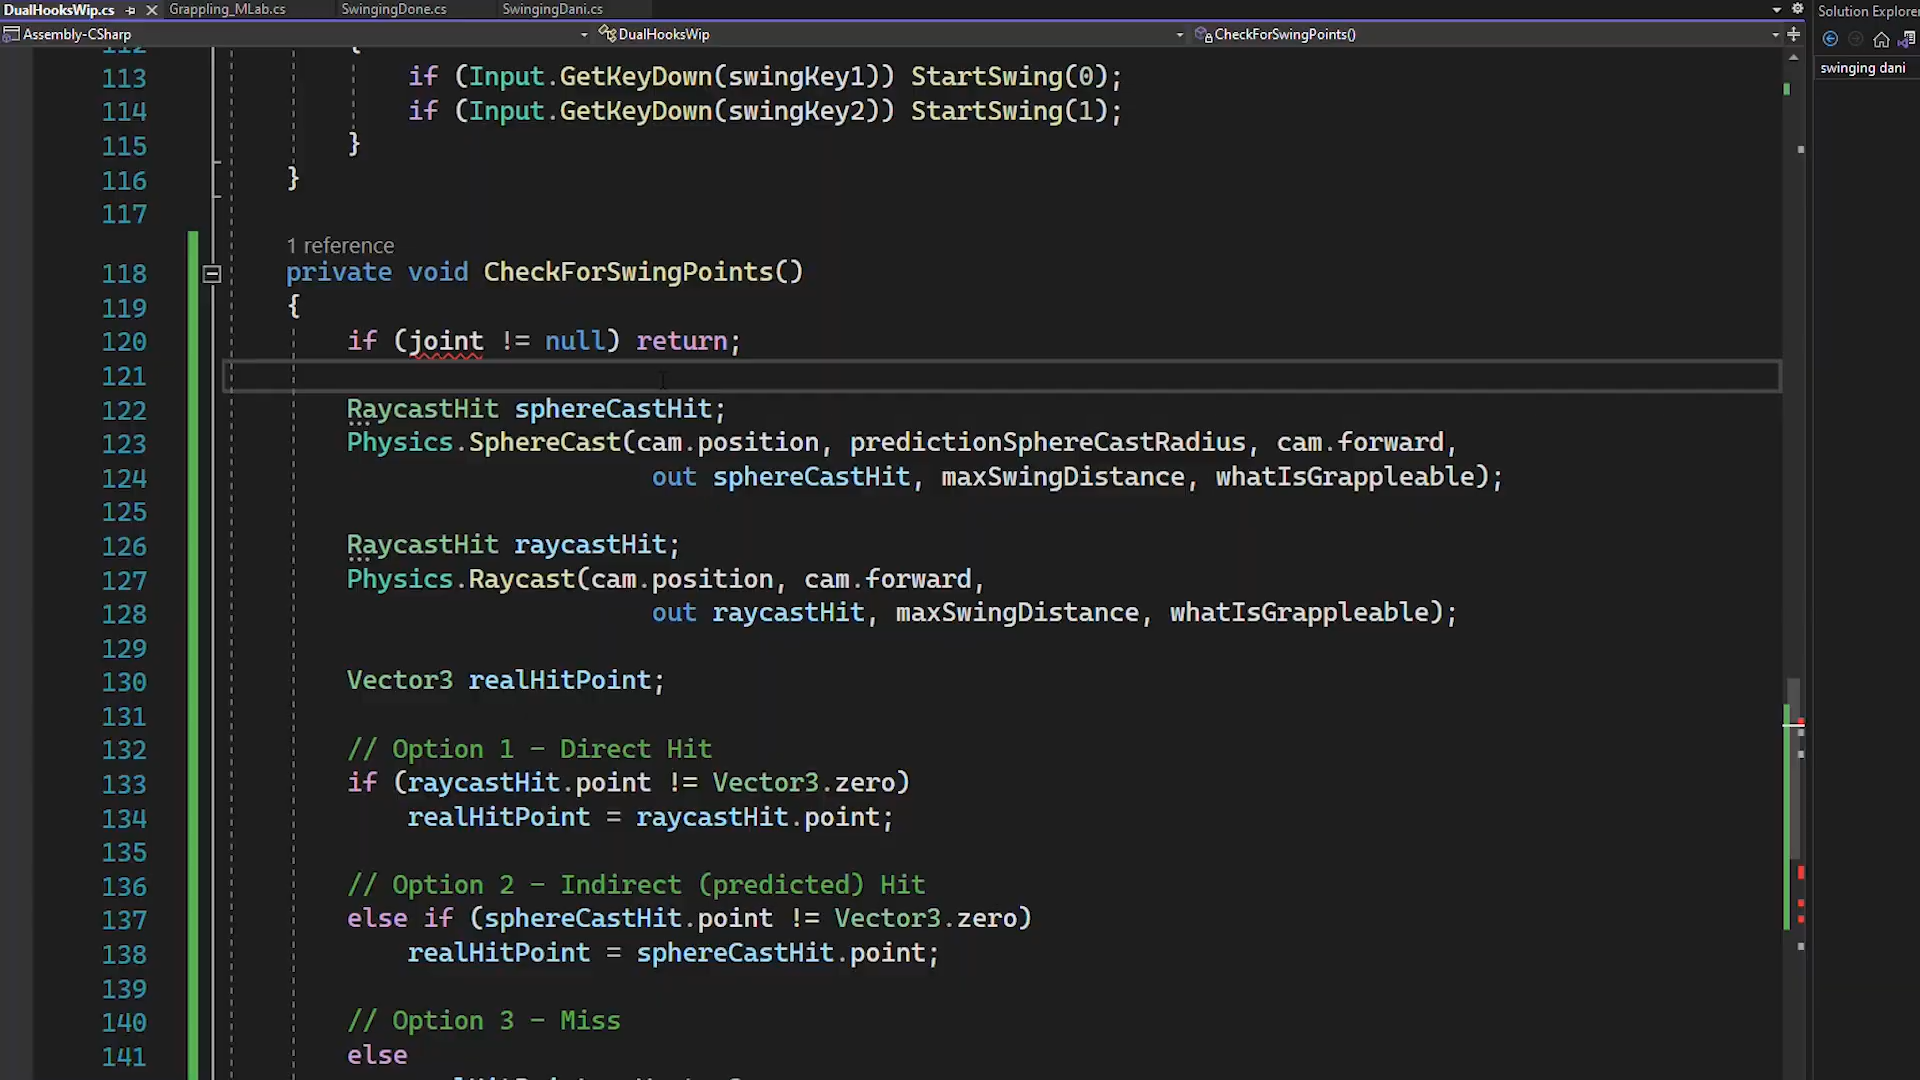 DualHooksWip.cs
Grappling_MLab.cs
SwingingDone.cs
SwingingDani.cs
Solution Explorer
Assembly-CSharp
DualHooksWip
CheckForSwingPoints()
swinging dani
112 {
113 if (Input.GetKeyDown(swingKey1)) StartSwing(0);
114 if (Input.GetKeyDown(swingKey2)) StartSwing(1);
115 }
116 }
117
1 reference
118 private void CheckForSwingPoints()
119 {
120 if (joint != null) return;
121
122 RaycastHit sphereCastHit;
123 Physics.SphereCast(cam.position, predictionSphereCastRadius, cam.forward,
124 out sphereCastHit, maxSwingDistance, whatIsGrappleable);
125
126 RaycastHit raycastHit;
127 Physics.Raycast(cam.position, cam.forward,
128 out raycastHit, maxSwingDistance, whatIsGrappleable);
129
130 Vector3 realHitPoint;
131
132 // Option 1 - Direct Hit
133 if (raycastHit.point != Vector3.zero)
134 realHitPoint = raycastHit.point;
135
136 // Option 2 - Indirect (predicted) Hit
137 else if (sphereCastHit.point != Vector3.zero)
138 realHitPoint = sphereCastHit.point;
139
140 // Option 3 - Miss
141 else